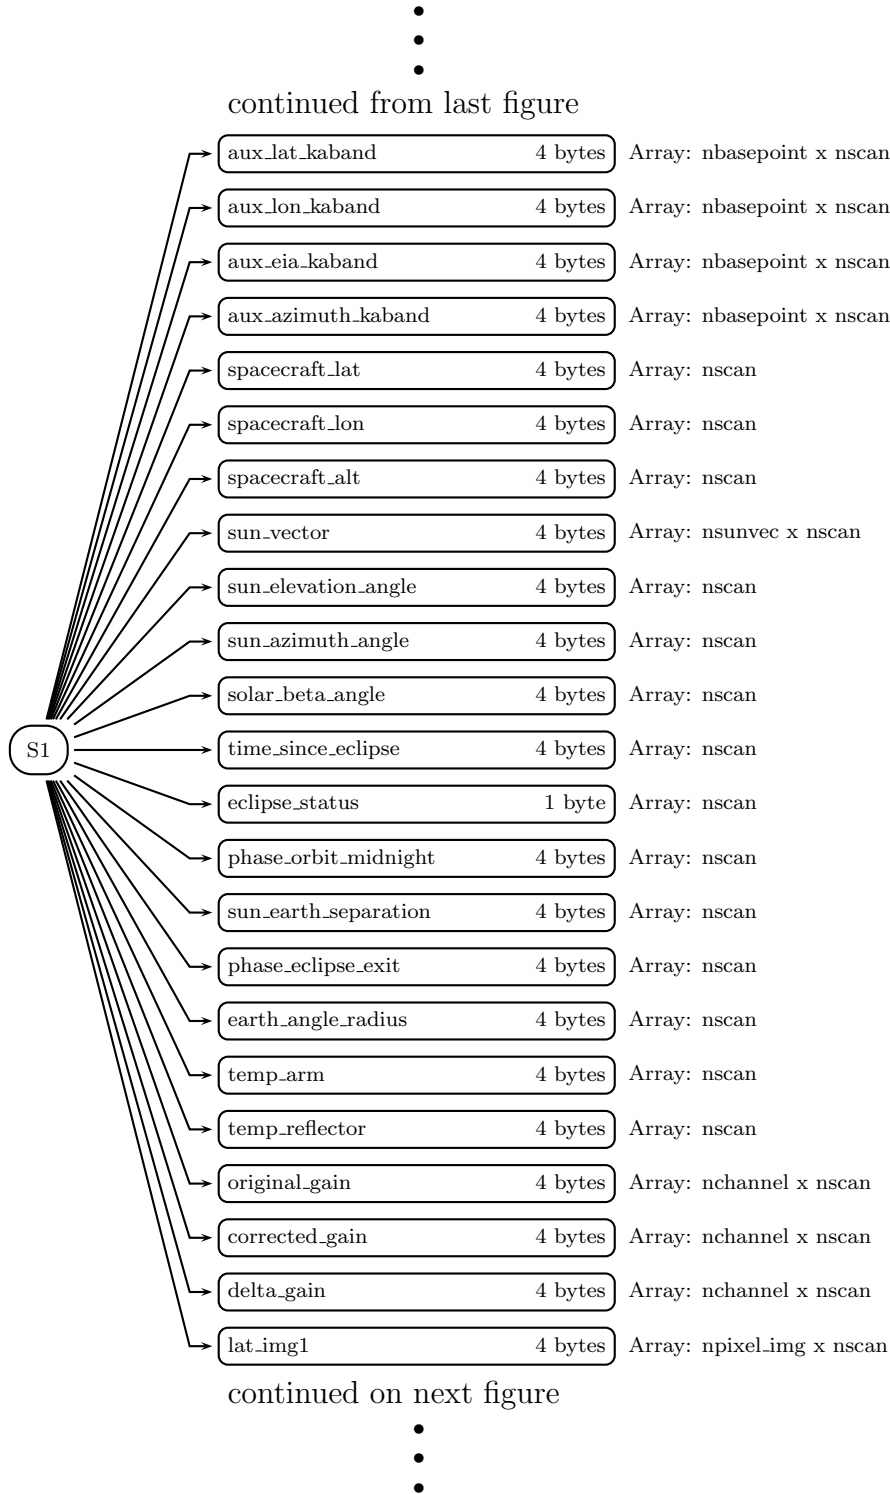 continued from last figure
aux_lat_kaband 4 bytes Array: nbasepoint x nscan
aux_lon_kaband 4 bytes Array: nbasepoint x nscan
aux_eia_kaband 4 bytes Array: nbasepoint x nscan
aux_azimuth_kaband 4 bytes Array: nbasepoint x nscan
spacecraft_lat 4 bytes Array: nscan
spacecraft_lon 4 bytes Array: nscan
spacecraft_alt 4 bytes Array: nscan
sun_vector 4 bytes Array: nsunvec x nscan
sun_elevation_angle 4 bytes Array: nscan
sun_azimuth_angle 4 bytes Array: nscan
solar_beta_angle 4 bytes Array: nscan
S1 time_since_eclipse 4 bytes Array: nscan
eclipse_status 1 byte Array: nscan
phase_orbit_midnight 4 bytes Array: nscan
sun_earth_separation 4 bytes Array: nscan
phase_eclipse_exit 4 bytes Array: nscan
earth_angle_radius 4 bytes Array: nscan
temp_arm 4 bytes Array: nscan
temp_reflector 4 bytes Array: nscan
original_gain 4 bytes Array: nchannel x nscan
corrected_gain 4 bytes Array: nchannel x nscan
delta_gain 4 bytes Array: nchannel x nscan
lat_img1 4 bytes Array: npixel_img x nscan
continued on next figure